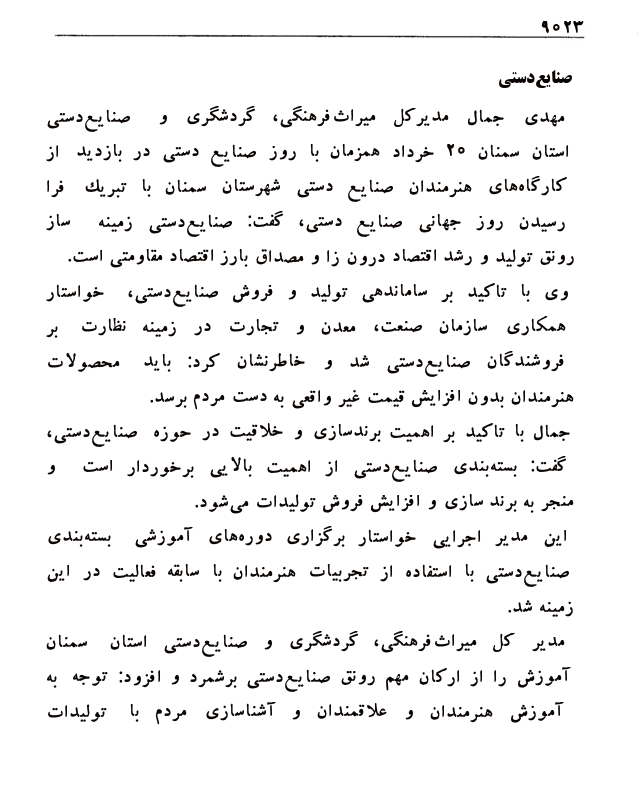 ۹۰۲۳
صنایع‌دستی
مهدی جمال مدیرکل میراث‌فرهنگی، گردشگری و صنایع‌دستی
استان سمنان ۲۰ خرداد همزمان با روز صنایع دستی در بازدید از
کارگاه‌های هنرمندان صنایع دستی شهرستان سمنان با تبریك فرا
رسیدن روز جهانی صنایع دستی، گفت: صنایع‌دستی زمینه ساز
رونق تولید و رشد اقتصاد درون زا و مصداق بارز اقتصاد مقاومتی است.
وی با تاکید بر ساماندهی تولید و فروش صنایع‌دستی، خواستار
همکاری سازمان صنعت، معدن و تجارت در زمینه نظارت بر
فروشندگان صنایع‌دستی شد و خاطرنشان کرد: باید محصولات
هنرمندان بدون افزایش قیمت غیر واقعی به دست مردم برسد.
جمال با تاکید بر اهمیت برندسازی و خلاقیت در حوزه صنایع‌دستی،
گفت: بسته‌بندی صنایع‌دستی از اهمیت بالایی برخوردار است و
منجر به برند سازی و افزایش فروش تولیدات می‌شود.
این مدیر اجرایی خواستار برگزاری دوره‌های آموزشی بسته‌بندی
صنایع‌دستی با استفاده از تجربیات هنرمندان با سابقه فعالیت در این
زمینه شد.
مدیر کل میراث‌فرهنگی، گردشگری و صنایع‌دستی استان سمنان
آموزش را از ارکان مهم رونق صنایع‌دستی برشمرد و افزود: توجه به
آموزش هنرمندان و علاقمندان و آشناسازی مردم با تولیدات